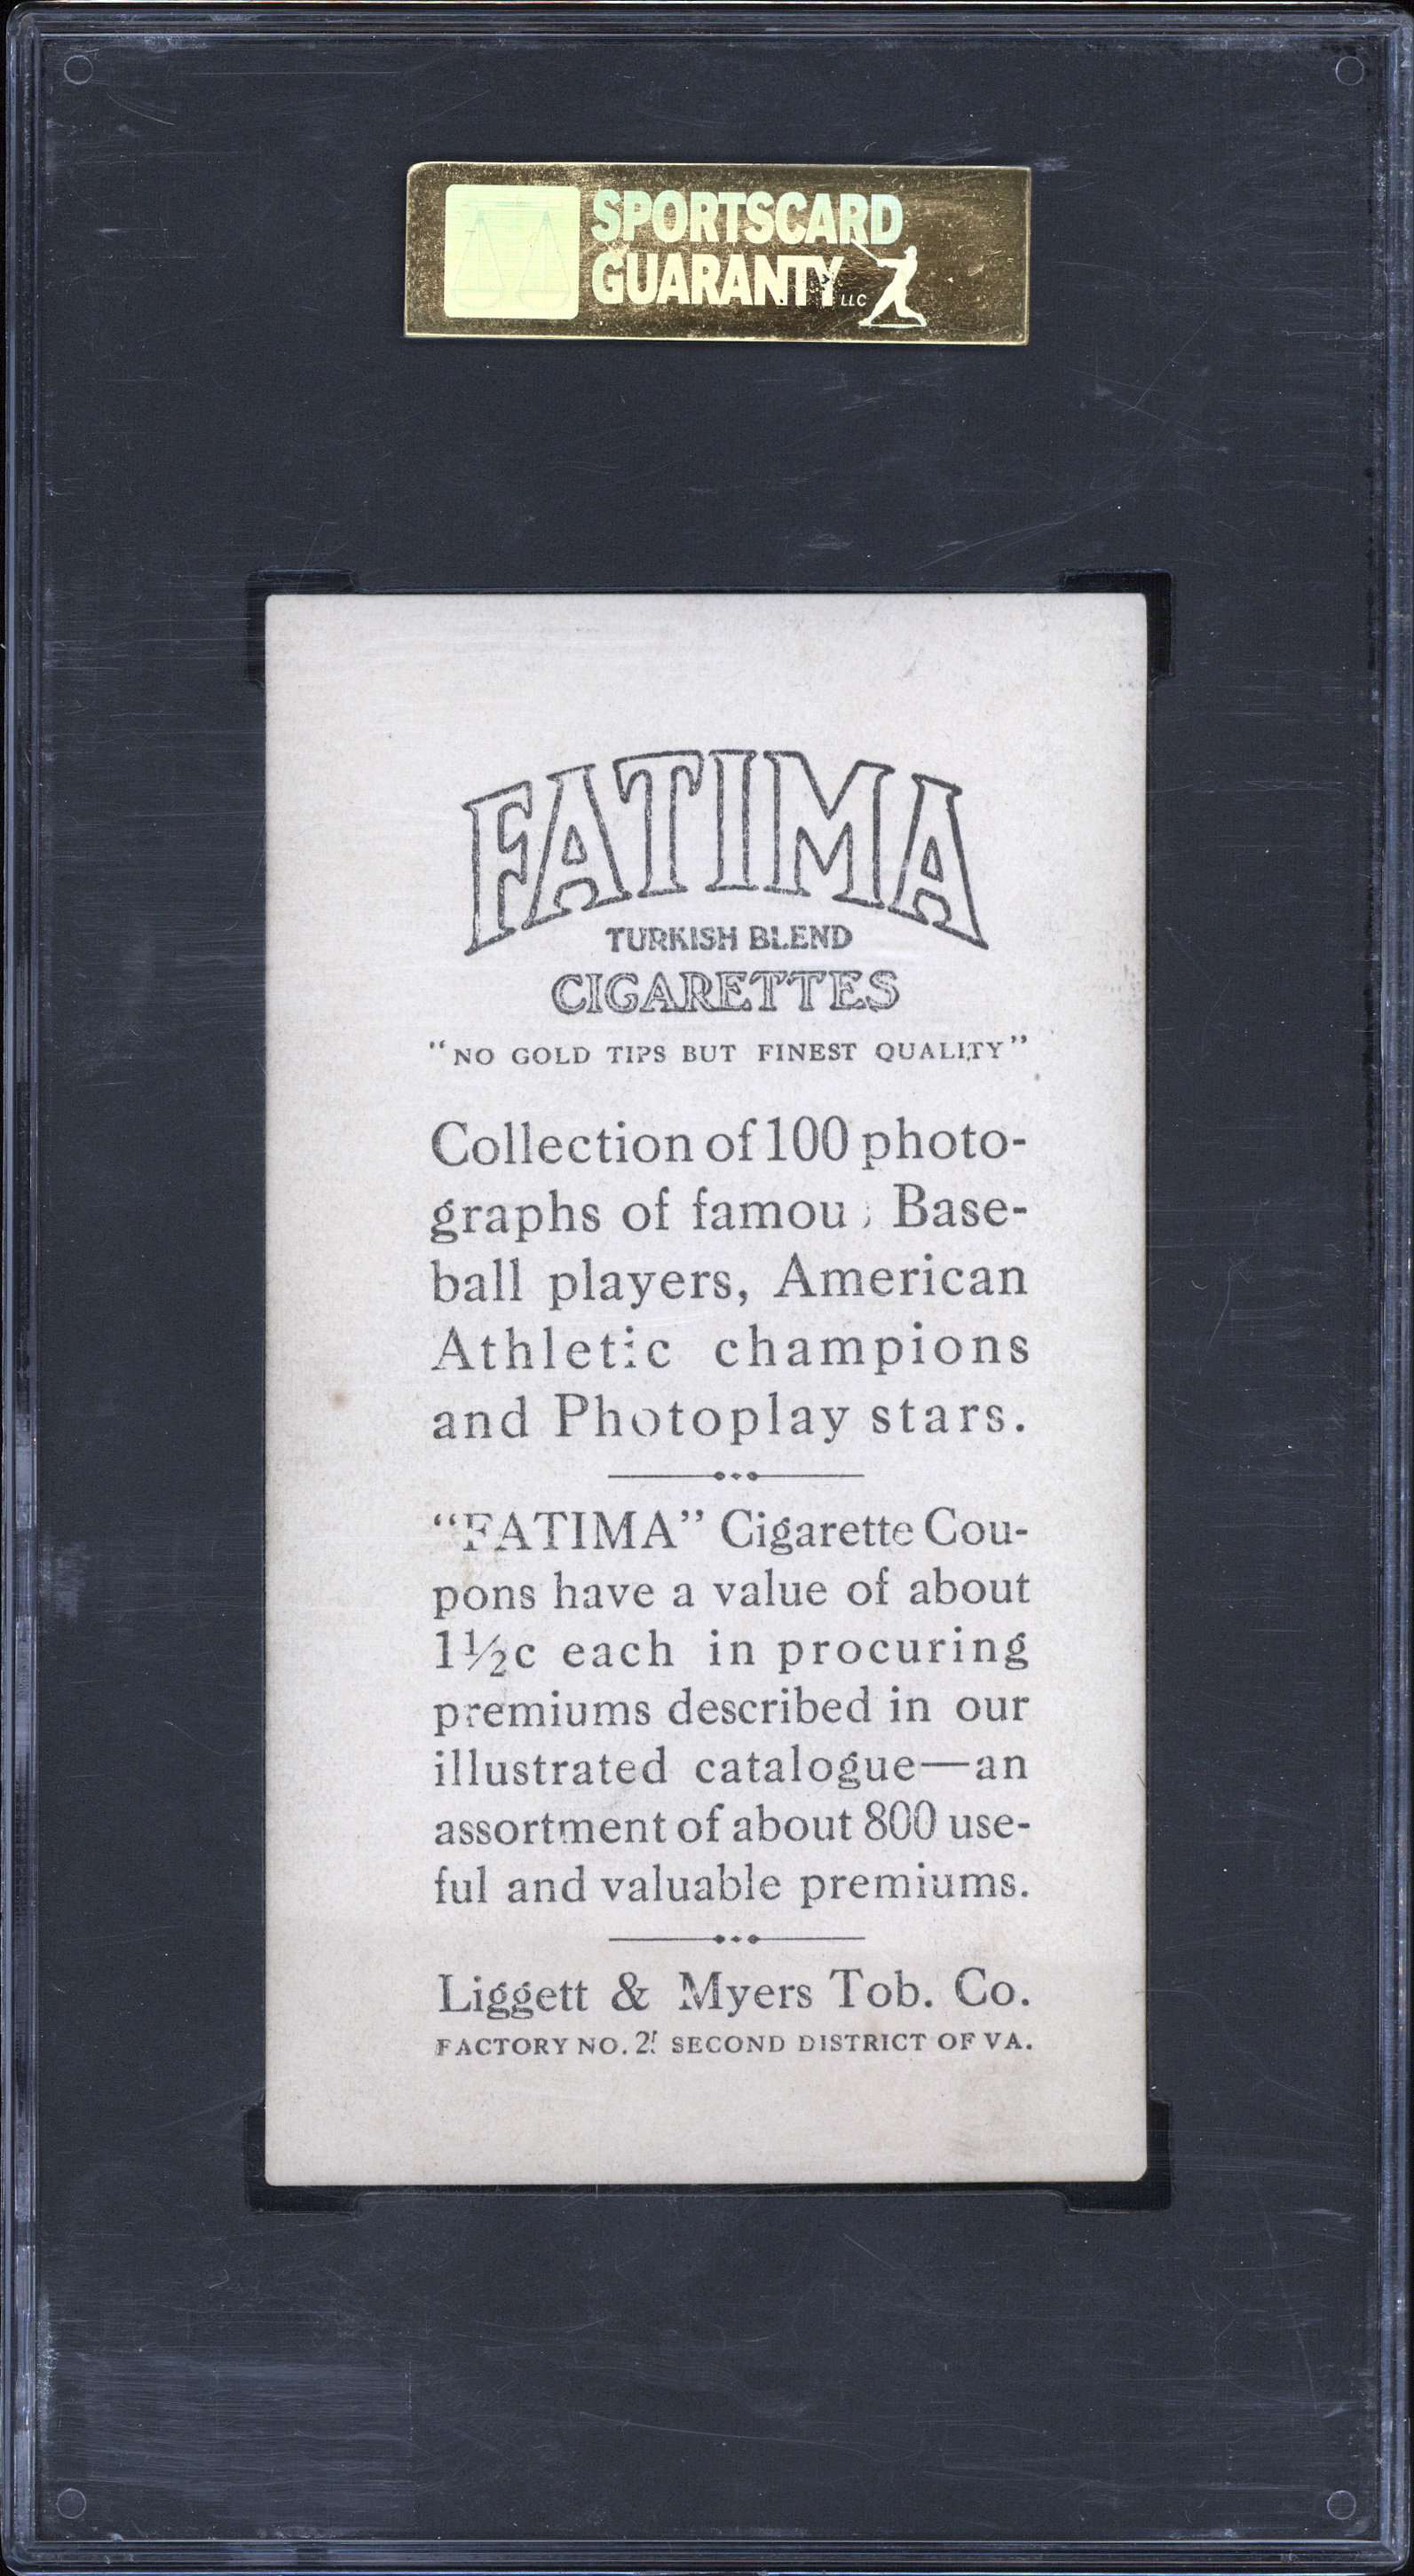 SPORTSCARD
GUARANTY LLC
FATIMA
TURKISH BLEND
CIGARETTES
"NO GOLD TIPS BUT FINEST QUALITY"
Collection of 100 photo-
graphs of famous Base-
ball players, American
Athletic champions
and Photoplay stars.
"FATIMA" Cigarette Cou-
pons have a value of about
1½c each in procuring
premiums described in our
illustrated catalogue—an
assortment of about 800 use-
ful and valuable premiums.
Liggett & Myers Tob. Co.
FACTORY NO. SECOND DISTRICT OF VA.